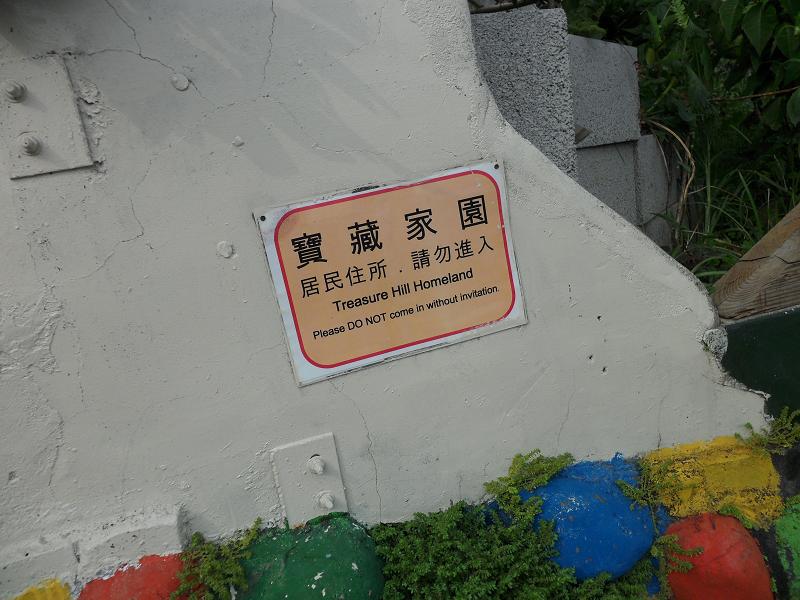 寶藏家園
居民住所．請勿進入
Treasure Hill Homeland
Please DO NOT come in without invitation.